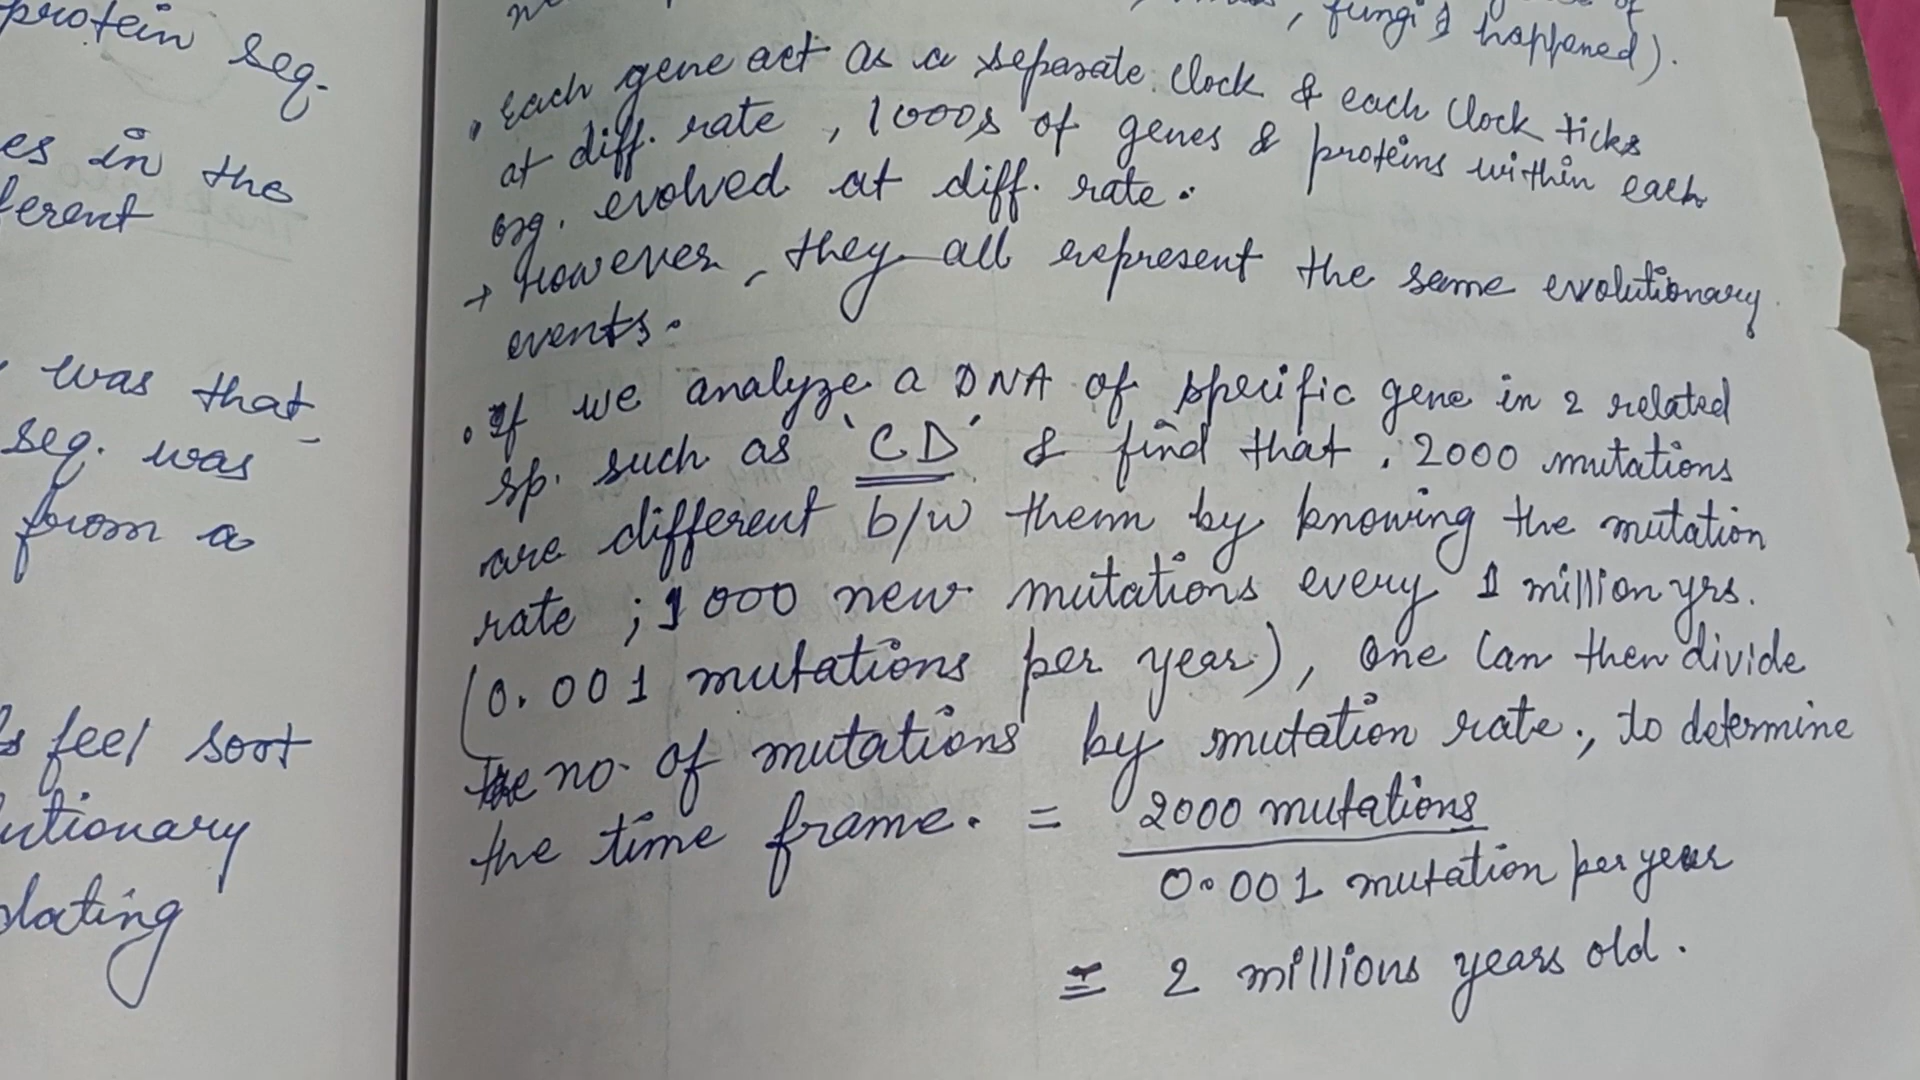 protein seq.
es in the
ferent
was that
seq. was
from a
feel soot
utionary
dating
, fungi & happened).
• Each gene act as a separate clock & each clock ticks
at diff. rate, 1000s of genes & proteins within each
org. evolved at diff. rate.
→ However, they all represent the same evolutionary
events.
• If we analyze a DNA of specific gene in 2 related
sp. such as 'CD' & find that, 2000 mutations
are different b/w them by knowing the mutation
rate ; 1000 new mutations every 1 million yrs.
(0.001 mutations per year), One Can then divide
the no. of mutations by mutation rate., to determine
the time frame. = 2000 mutations
0.001 mutation per year
= 2 millions years old.